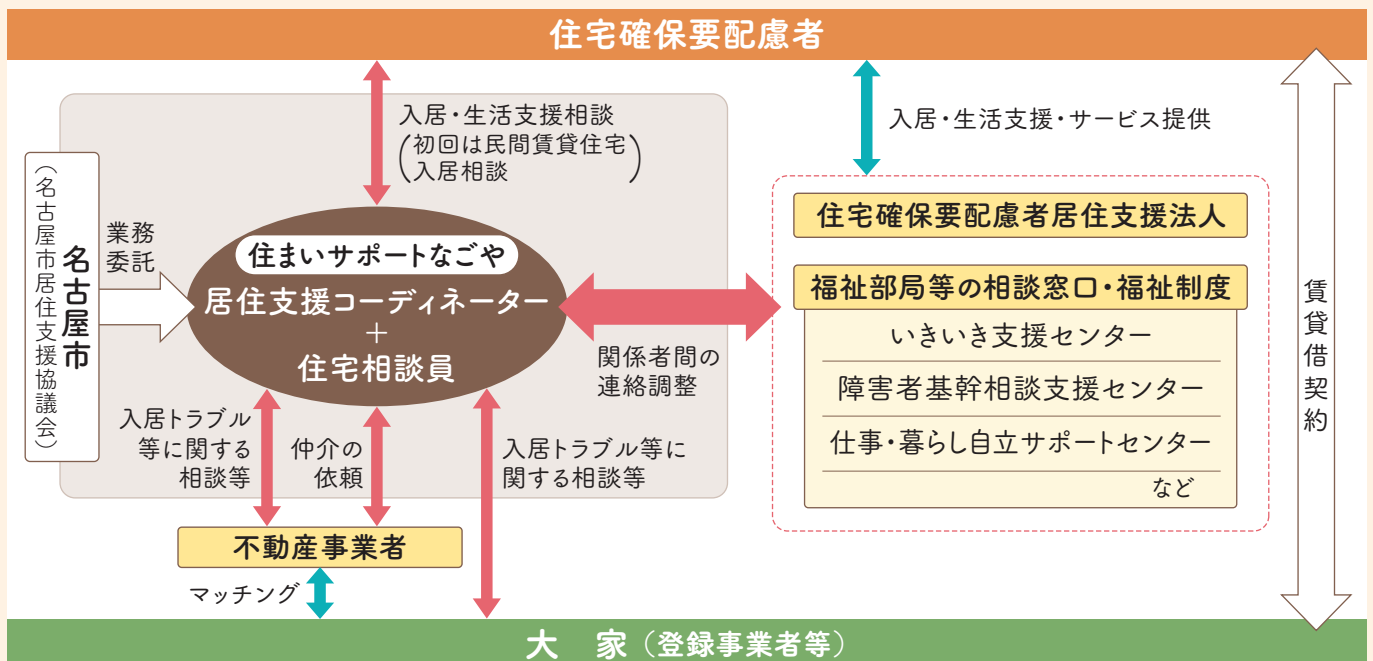 住宅確保要配慮者
入居・生活支援相談
(初回は民間賃貸住宅
入居相談)
入居・生活支援・サービス提供
名古屋市
(名古屋市居住支援協議会)
業務
委託
住まいサポートなごや
居住支援コーディネーター
+
住宅相談員
関係者間の
連絡調整
住宅確保要配慮者居住支援法人
福祉部局等の相談窓口・福祉制度
いきいき支援センター
障害者基幹相談支援センター
仕事・暮らし自立サポートセンター
など
賃貸借契約
入居トラブル
等に関する
相談等
仲介の
依頼
入居トラブル等に
関する相談等
不動産事業者
マッチング
大 家(登録事業者等)